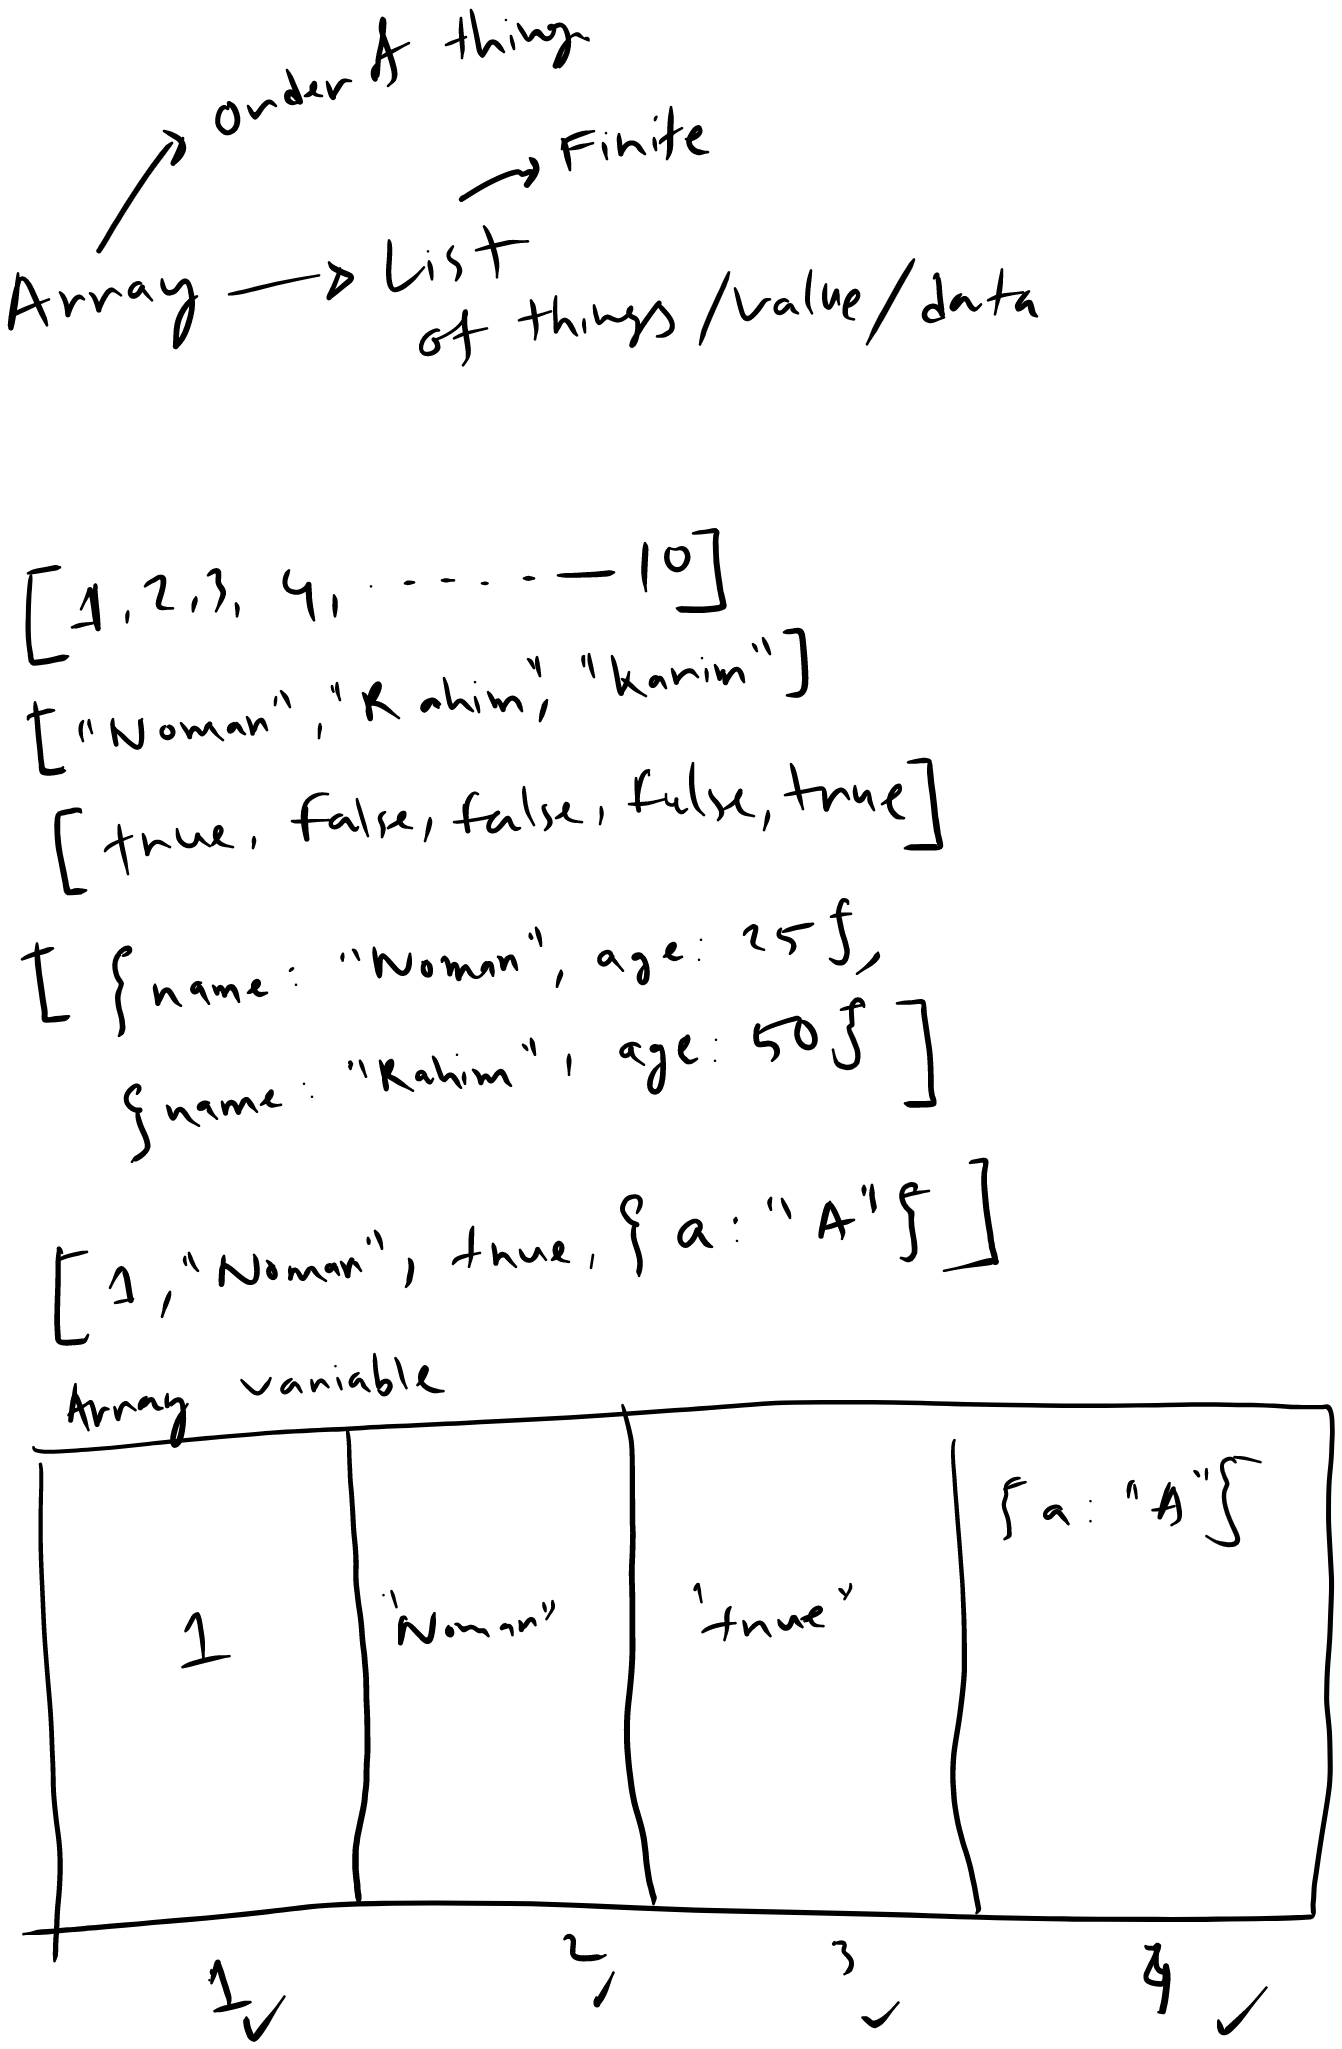 order A thing
Finite
Array → List
of things/value/data
[1,2,3, 4, ......— 10]
["Noman","Rahim", "karim"]
[true, false, false, false, true]
[{name: "Noman", age: 25},
{name: "Rahim", age: 50}]
[1,"Noman", true, {a: "A"}]
Array variable
1 "Noman" "true" {a: "A"}
1 2 3 4